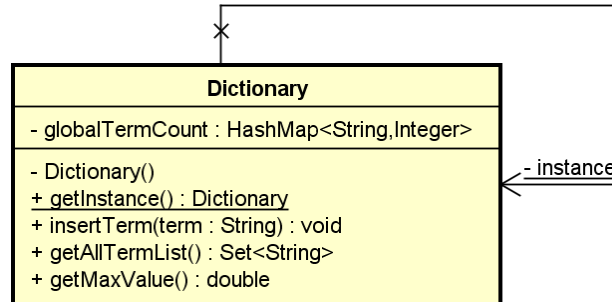 Dictionary
- globalTermCount : HashMap<String,Integer>
- Dictionary()
+ getInstance() : Dictionary
+ insertTerm(term : String) : void
+ getAllTermList() : Set<String>
+ getMaxValue() : double
- instance